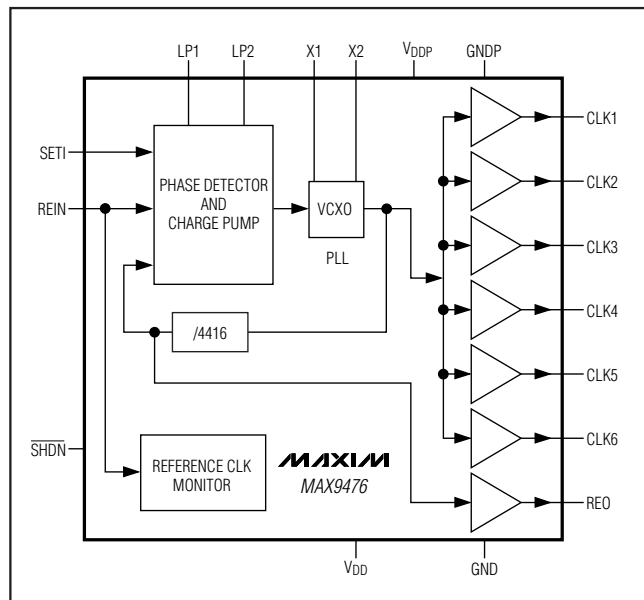 LP1 LP2 X1 X2 VDDP GNDP
SETI
REIN
SHDN
PHASE DETECTOR
AND
CHARGE PUMP
VCXO
PLL
/4416
REFERENCE CLK
MONITOR
MAXIM
MAX9476
CLK1
CLK2
CLK3
CLK4
CLK5
CLK6
REO
VDD GND